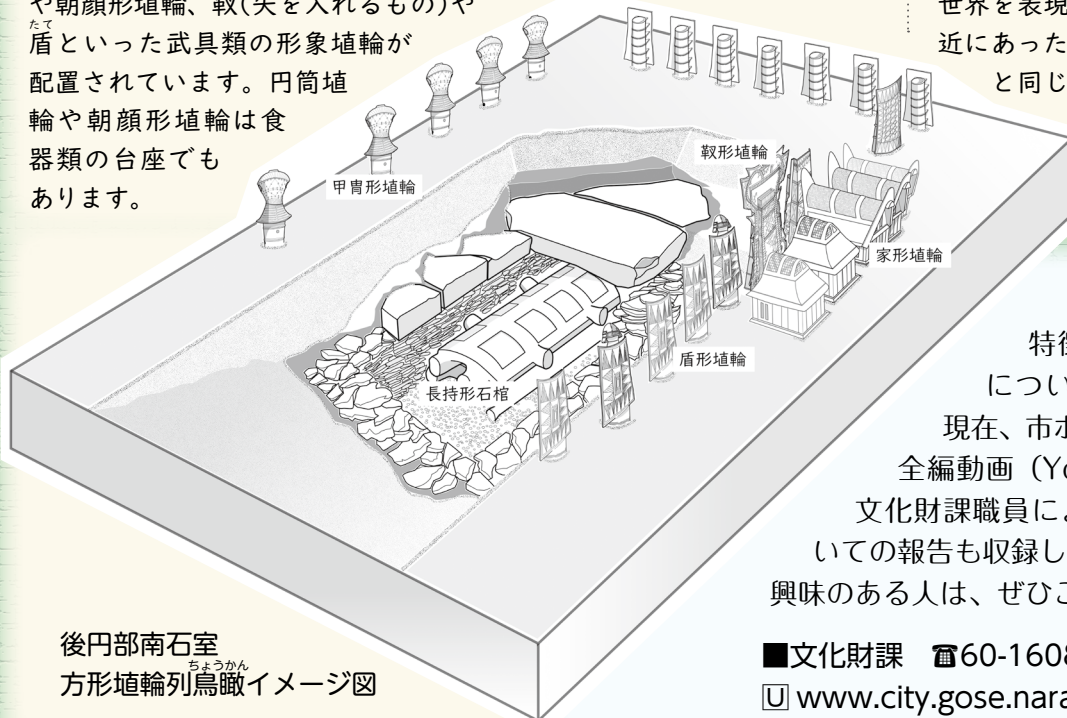 や朝顔形埴輪、靫(矢を入れるもの)や
たて
盾といった武具類の形象埴輪が
配置されています。円筒埴
輪や朝顔形埴輪は食
器類の台座でも
あります。
世界を表現
近にあった
と同じ
甲冑形埴輪
靫形埴輪
家形埴輪
盾形埴輪
長持形石棺
特徴
につい
現在、市ホ
全編動画（Yo
文化財課職員によ
いての報告も収録し
興味のある人は、ぜひこ
■文化財課　☎60-1608
U www.city.gose.nara
後円部南石室
ちょうかん
方形埴輪列鳥瞰イメージ図